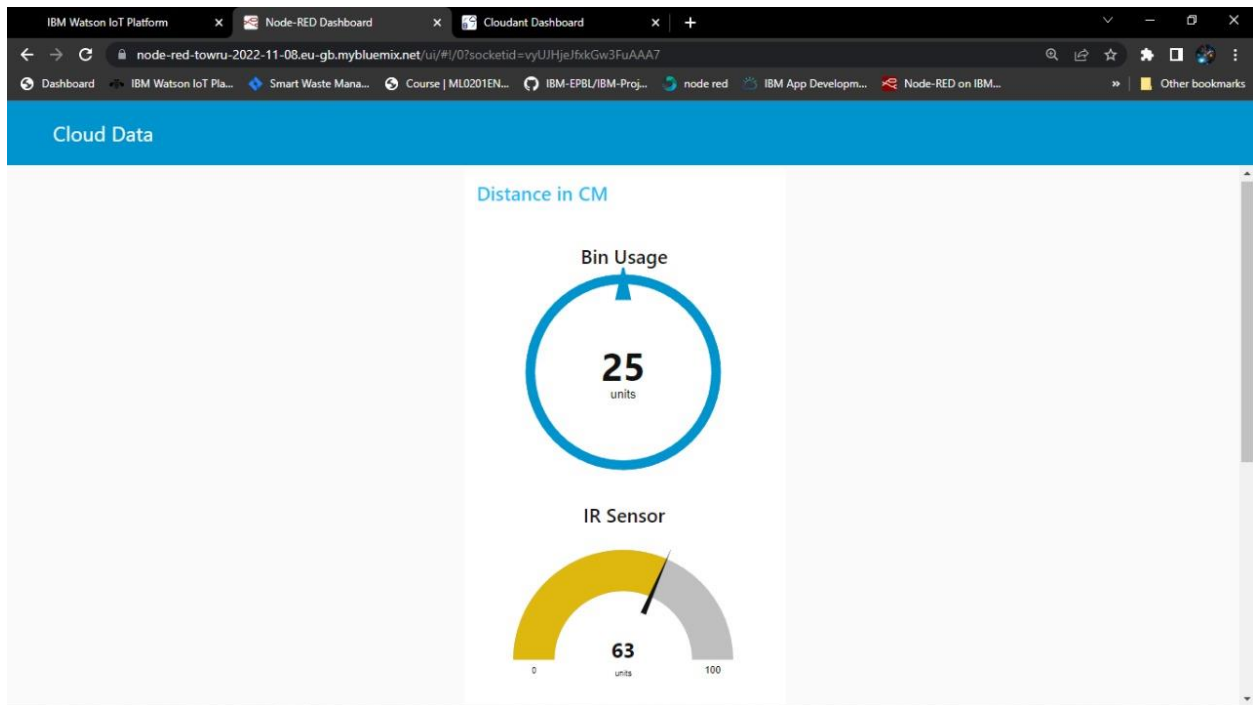 IBM Watson IoT Platform
Node-RED Dashboard
Cloudant Dashboard
node-red-towru-2022-11-08.eu-gb.mybluemix.net/ui/#!/0?socketid=vyUJHjeJfxkGw3FuAAA7
Dashboard
IBM Watson IoT Pla...
Smart Waste Mana...
Course | ML0201EN...
IBM-EPBL/IBM-Proj...
node red
IBM App Developm...
Node-RED on IBM...
»
Other bookmarks
Cloud Data
Distance in CM
Bin Usage
25
units
IR Sensor
63
0 units 100